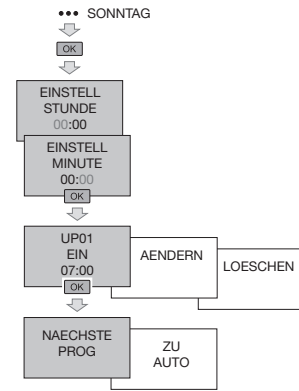 ••• SONNTAG
OK
EINSTELL
STUNDE
00:00
EINSTELL
MINUTE
00:00
OK
UP01
EIN
07:00
OK
AENDERN
LOESCHEN
NAECHSTE
PROG
ZU
AUTO